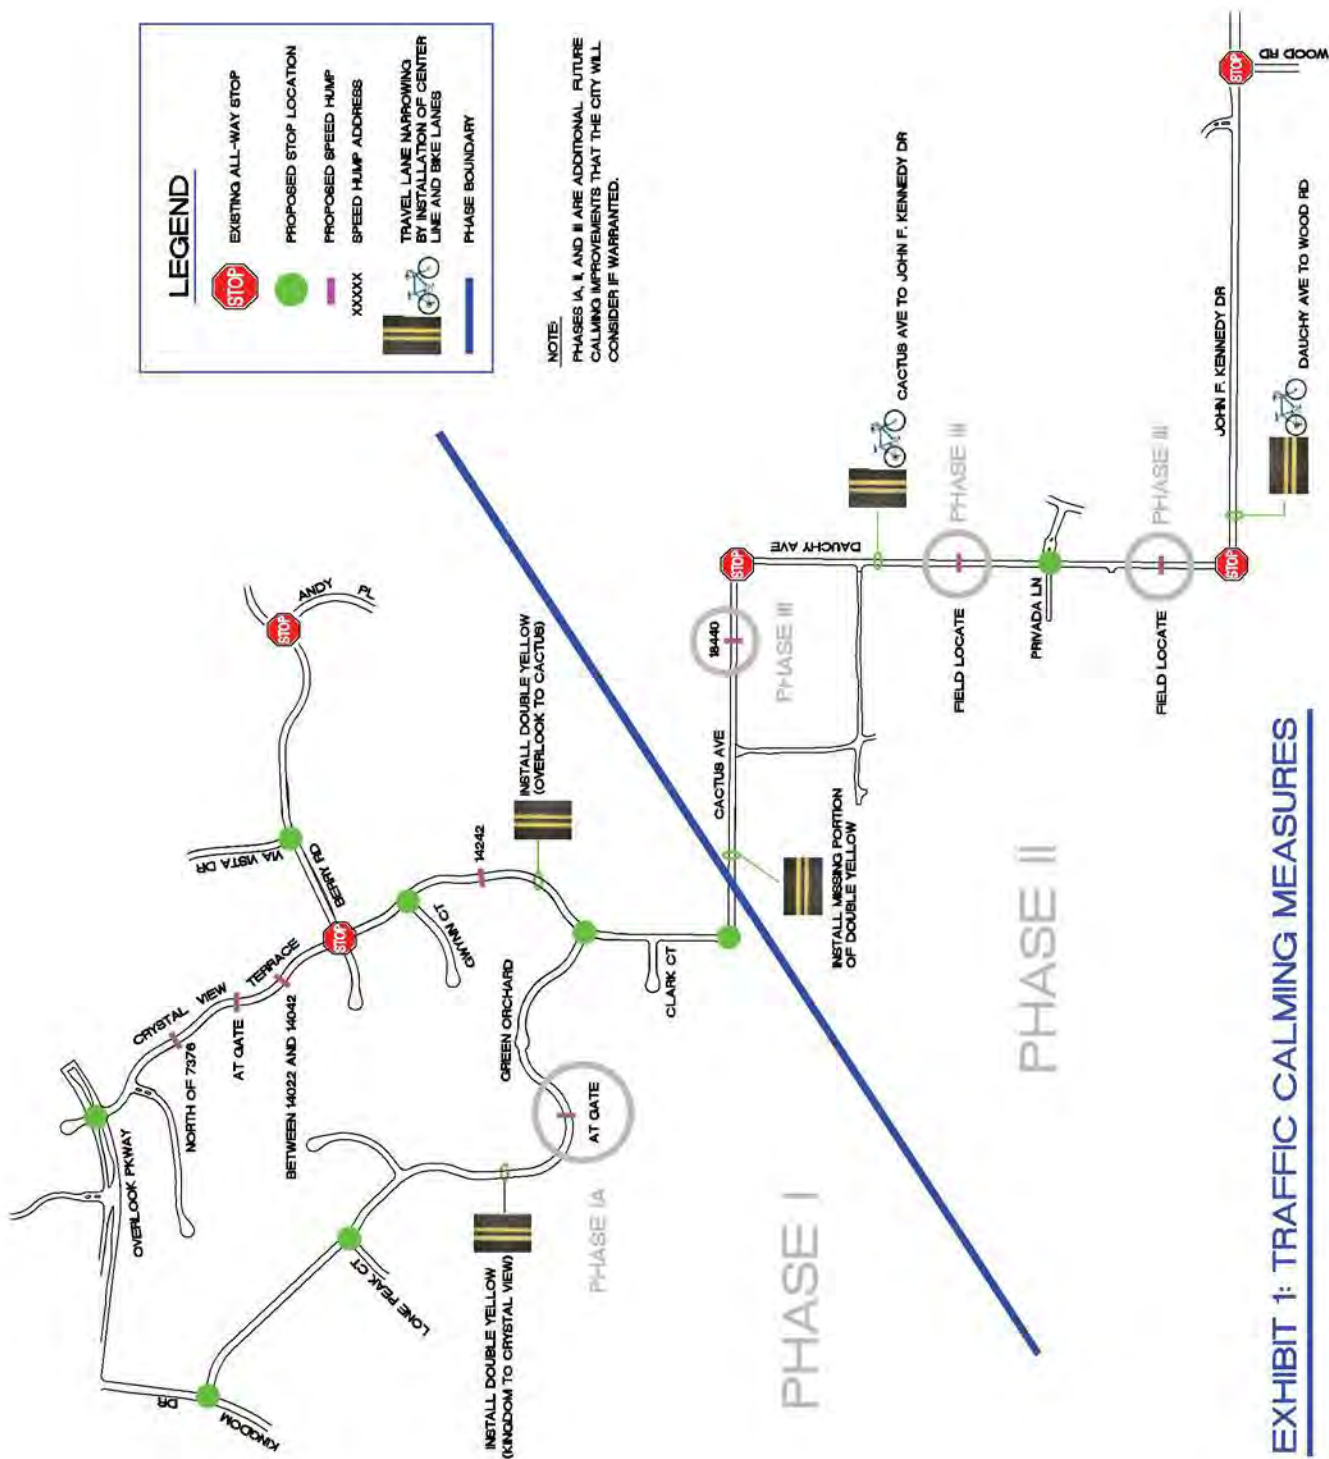 LEGEND
STOP
EXISTING ALL-WAY STOP
PROPOSED STOP LOCATION
PROPOSED SPEED HUMP
XXXXX
SPEED HUMP ADDRESS
TRAVEL LANE NARROWING
BY INSTALLATION OF CENTER
LINE AND BIKE LANES
PHASE BOUNDARY
NOTE:
PHASES IA, II, AND III ARE ADDITIONAL FUTURE
CALMING IMPROVEMENTS THAT THE CITY WILL
CONSIDER IF WARRANTED.
KINGDOM
DR
OVERLOOK PKWAY
LONE PEAK CT
NORTH OF 7376
AT GATE
BETWEEN 14022 AND 14042
CRYSTAL VIEW TERRACE
STOP
BERRY RD
VIA VISTA DR
STOP
ANDY PL
GWYNN CT
14242
INSTALL DOUBLE YELLOW
(OVERLOOK TO CACTUS)
INSTALL DOUBLE YELLOW
(KINGDOM TO CRYSTAL VIEW)
GREEN ORCHARD
AT GATE
PHASE IA
CLARK CT
CACTUS AVE
18440
PHASE III
STOP
DAUCHY AVE
INSTALL MISSING PORTION
OF DOUBLE YELLOW
CACTUS AVE TO JOHN F. KENNEDY DR
FIELD LOCATE
PHASE III
PRIVADA LN
FIELD LOCATE
PHASE III
STOP
JOHN F. KENNEDY DR
DAUCHY AVE TO WOOD RD
STOP
WOOD RD
PHASE I
PHASE II
EXHIBIT 1: TRAFFIC CALMING MEASURES